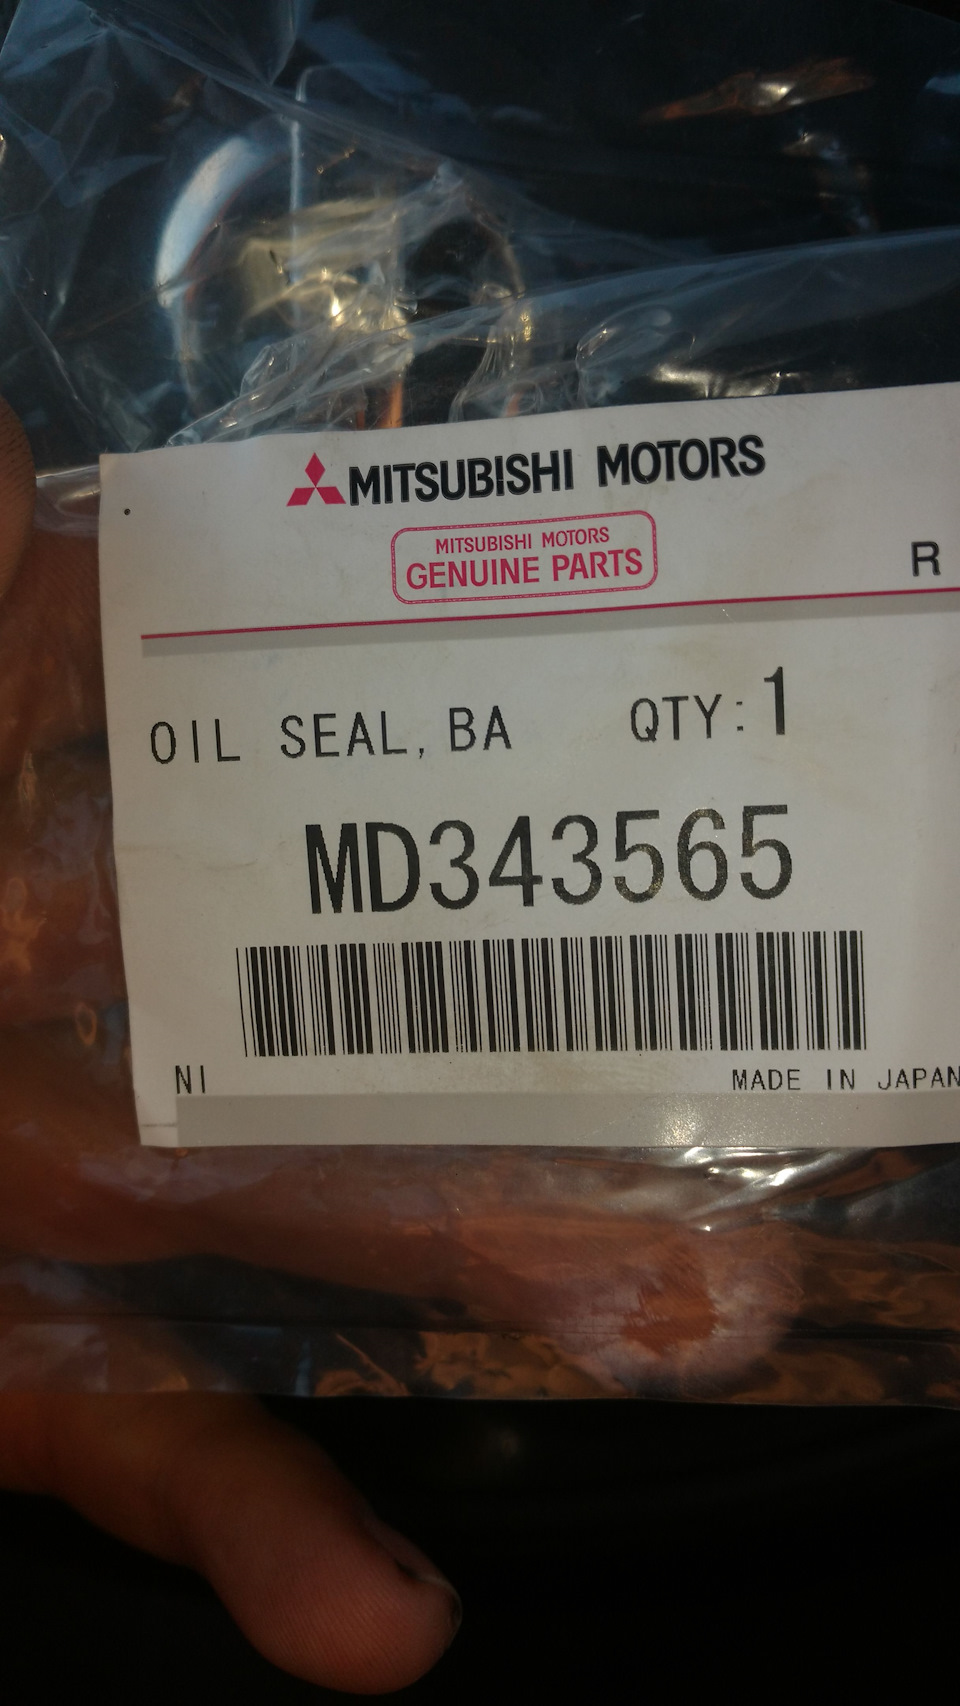 MITSUBISHI MOTORS
MITSUBISHI MOTORS
GENUINE PARTS
R
OIL SEAL, BA QTY:1
MD343565
NI MADE IN JAPAN